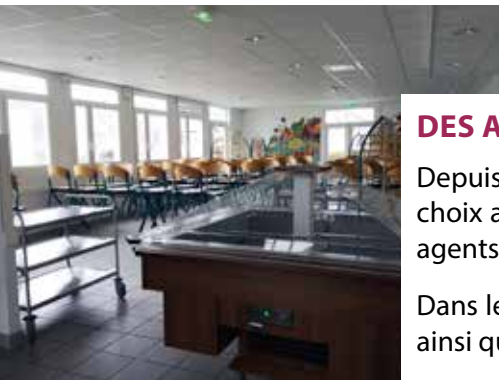 DES A
Depuis
choix a
agents
Dans le
ainsi qu